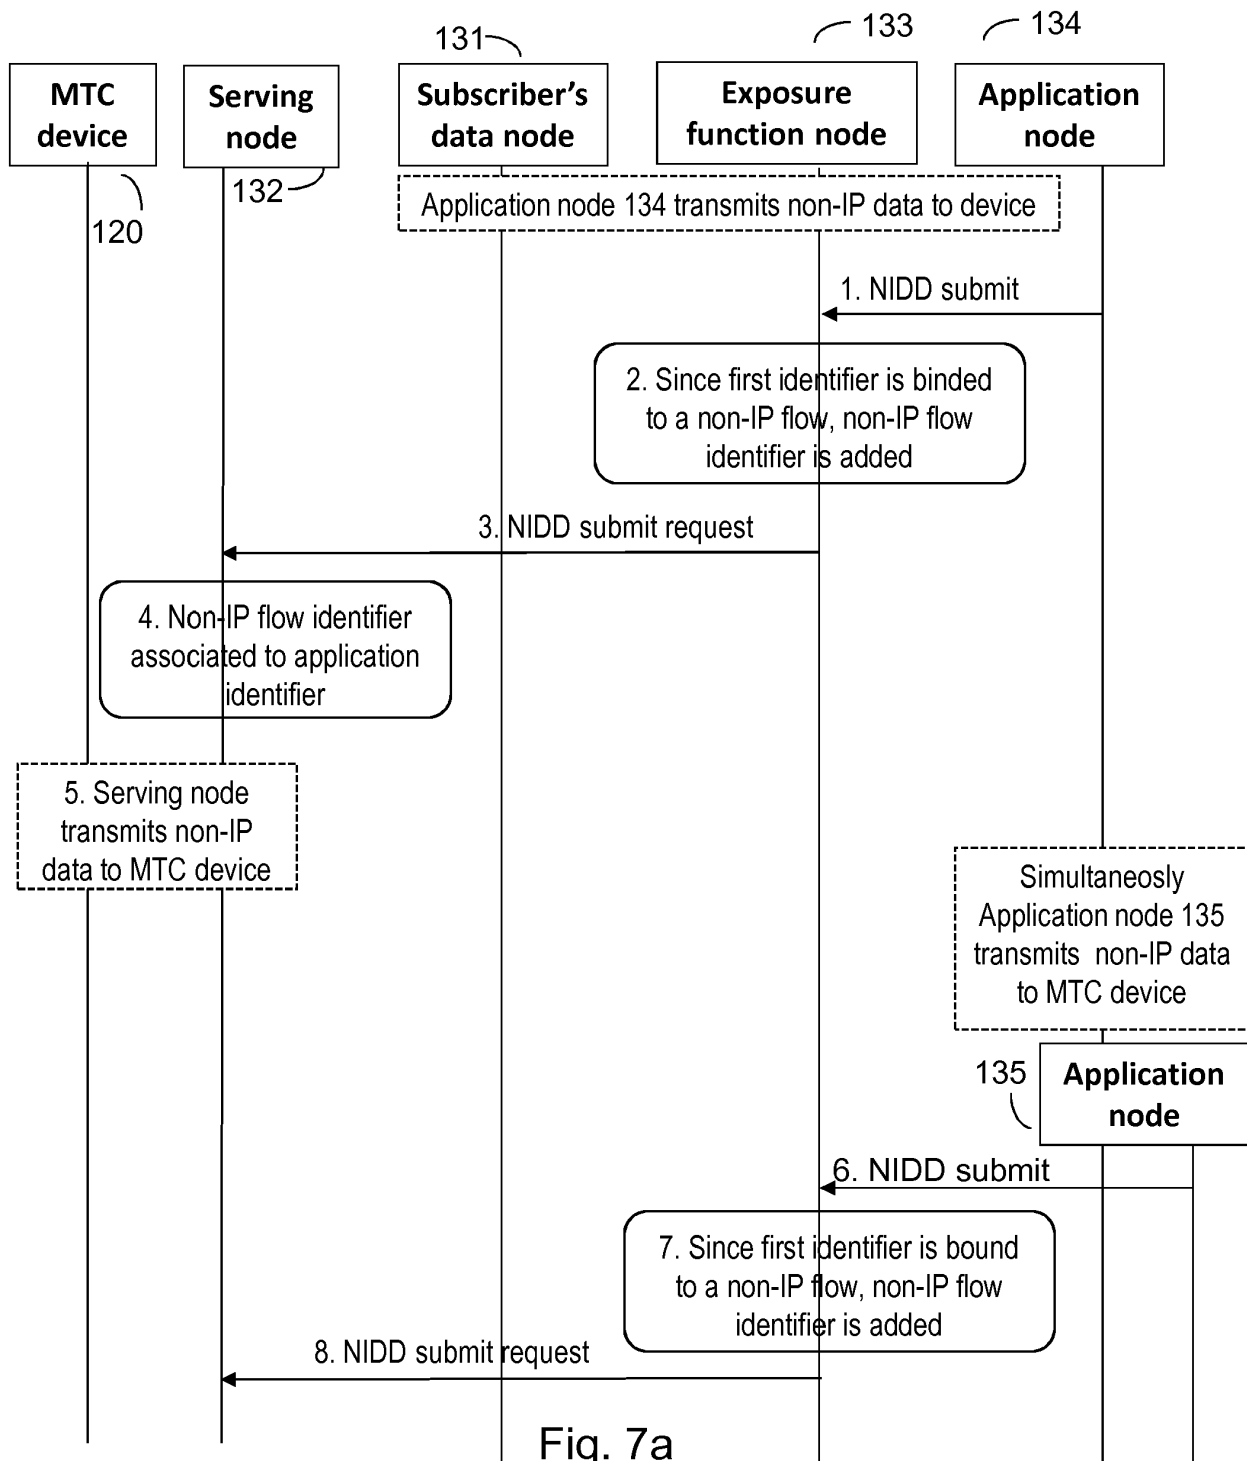 131
133
134
MTC
device
Serving
node
Subscriber's
data node
Exposure
function node
Application
node
120
132
Application node 134 transmits non-IP data to device
1. NIDD submit
2. Since first identifier is binded
to a non-IP flow, non-IP flow
identifier is added
3. NIDD submit request
4. Non-IP flow identifier
associated to application
identifier
5. Serving node
transmits non-IP
data to MTC device
Simultaneosly
Application node 135
transmits non-IP data
to MTC device
135
Application
node
6. NIDD submit
7. Since first identifier is bound
to a non-IP flow, non-IP flow
identifier is added
8. NIDD submit request
Fig. 7a